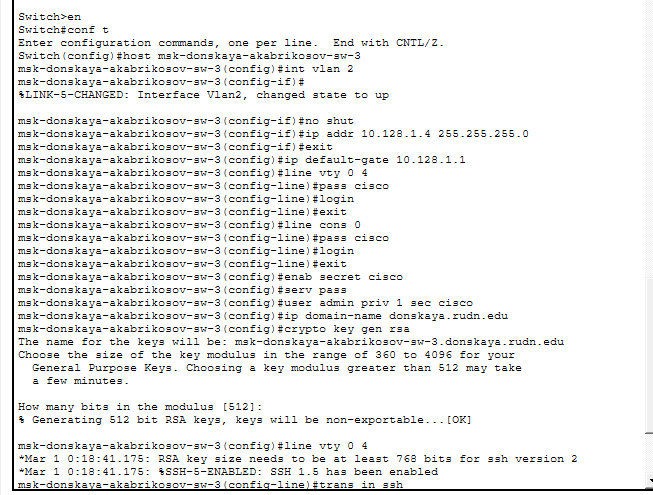 Switch>en
Switch#conf t
Enter configuration commands, one per line.  End with CNTL/Z.
Switch(config)#host msk-donskaya-akabrikosov-sw-3
msk-donskaya-akabrikosov-sw-3(config)#int vlan 2
msk-donskaya-akabrikosov-sw-3(config-if)#
%LINK-5-CHANGED: Interface Vlan2, changed state to up
msk-donskaya-akabrikosov-sw-3(config-if)#no shut
msk-donskaya-akabrikosov-sw-3(config-if)#ip addr 10.128.1.4 255.255.255.0
msk-donskaya-akabrikosov-sw-3(config-if)#exit
msk-donskaya-akabrikosov-sw-3(config)#ip default-gate 10.128.1.1
msk-donskaya-akabrikosov-sw-3(config)#line vty 0 4
msk-donskaya-akabrikosov-sw-3(config-line)#pass cisco
msk-donskaya-akabrikosov-sw-3(config-line)#login
msk-donskaya-akabrikosov-sw-3(config-line)#exit
msk-donskaya-akabrikosov-sw-3(config)#line cons 0
msk-donskaya-akabrikosov-sw-3(config-line)#pass cisco
msk-donskaya-akabrikosov-sw-3(config-line)#login
msk-donskaya-akabrikosov-sw-3(config-line)#exit
msk-donskaya-akabrikosov-sw-3(config)#enab secret cisco
msk-donskaya-akabrikosov-sw-3(config)#serv pass
msk-donskaya-akabrikosov-sw-3(config)#user admin priv 1 sec cisco
msk-donskaya-akabrikosov-sw-3(config)#ip domain-name donskaya.rudn.edu
msk-donskaya-akabrikosov-sw-3(config)#crypto key gen rsa
The name for the keys will be: msk-donskaya-akabrikosov-sw-3.donskaya.rudn.edu
Choose the size of the key modulus in the range of 360 to 4096 for your
  General Purpose Keys. Choosing a key modulus greater than 512 may take
  a few minutes.
How many bits in the modulus [512]:
% Generating 512 bit RSA keys, keys will be non-exportable...[OK]
msk-donskaya-akabrikosov-sw-3(config)#line vty 0 4
*Mar 1 0:18:41.175: RSA key size needs to be at least 768 bits for ssh version 2
*Mar 1 0:18:41.175: %SSH-5-ENABLED: SSH 1.5 has been enabled
msk-donskaya-akabrikosov-sw-3(config-line)#trans in ssh